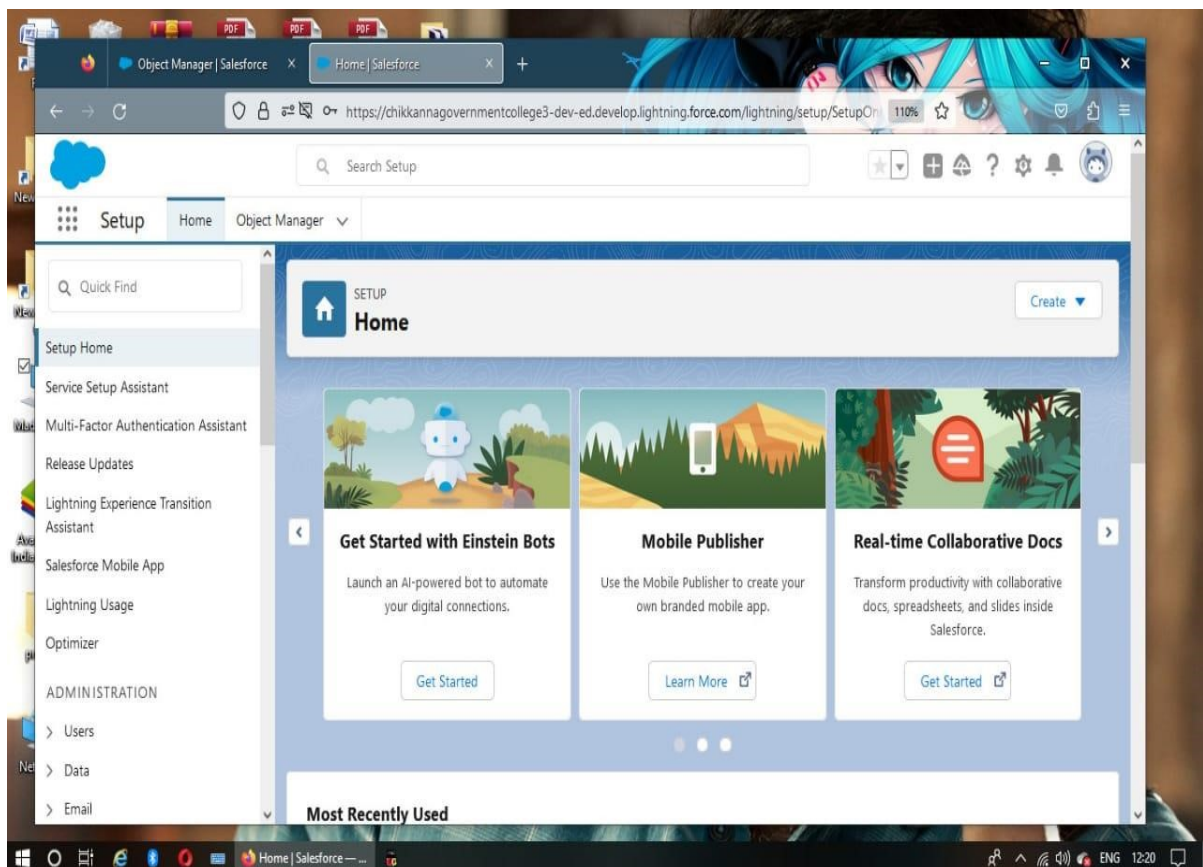 PDF PDF PDF
Object Manager | Salesforce
Home | Salesforce
https://chikkannagovernmentcollege3-dev-ed.develop.lightning.force.com/lightning/setup/SetupOn
110%
Search Setup
Setup
Home
Object Manager
Quick Find
Setup Home
Service Setup Assistant
Multi-Factor Authentication Assistant
Release Updates
Lightning Experience Transition
Assistant
Salesforce Mobile App
Lightning Usage
Optimizer
ADMINISTRATION
Users
Data
Email
SETUP
Home
Create
Get Started with Einstein Bots
Launch an AI-powered bot to automate
your digital connections.
Get Started
Mobile Publisher
Use the Mobile Publisher to create your
own branded mobile app.
Learn More
Real-time Collaborative Docs
Transform productivity with collaborative
docs, spreadsheets, and slides inside
Salesforce.
Get Started
Most Recently Used
New
Home | Salesforce — ...
ENG
12:20